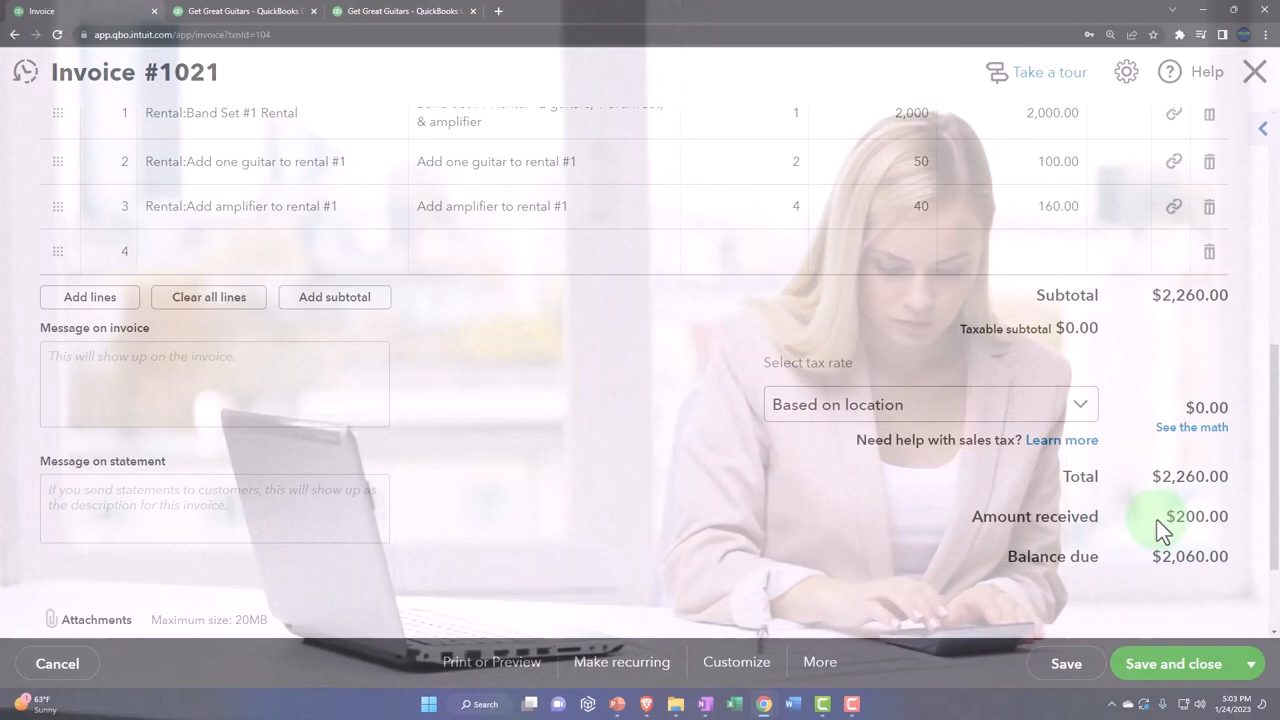 Invoice
Get Great Guitars - QuickBooks O
Get Great Guitars - QuickBooks O
app.qbo.intuit.com/app/invoice?txnId=104
Invoice #1021
Take a tour
Help
1 Rental:Band Set #1 Rental & amplifier 1 2,000 2,000.00
2 Rental:Add one guitar to rental #1 Add one guitar to rental #1 2 50 100.00
3 Rental:Add amplifier to rental #1 Add amplifier to rental #1 4 40 160.00
4
Add lines Clear all lines Add subtotal
Subtotal $2,260.00
Message on invoice
Taxable subtotal $0.00
This will show up on the invoice.
Select tax rate
Based on location $0.00
See the math
Need help with sales tax? Learn more
Message on statement
Total $2,260.00
If you send statements to customers, this will show up as
the description for this invoice.
Amount received $200.00
Balance due $2,060.00
Attachments Maximum size: 20MB
Cancel Print or Preview Make recurring Customize More Save Save and close
63°F
Sunny
Search
5:03 PM
1/24/2023